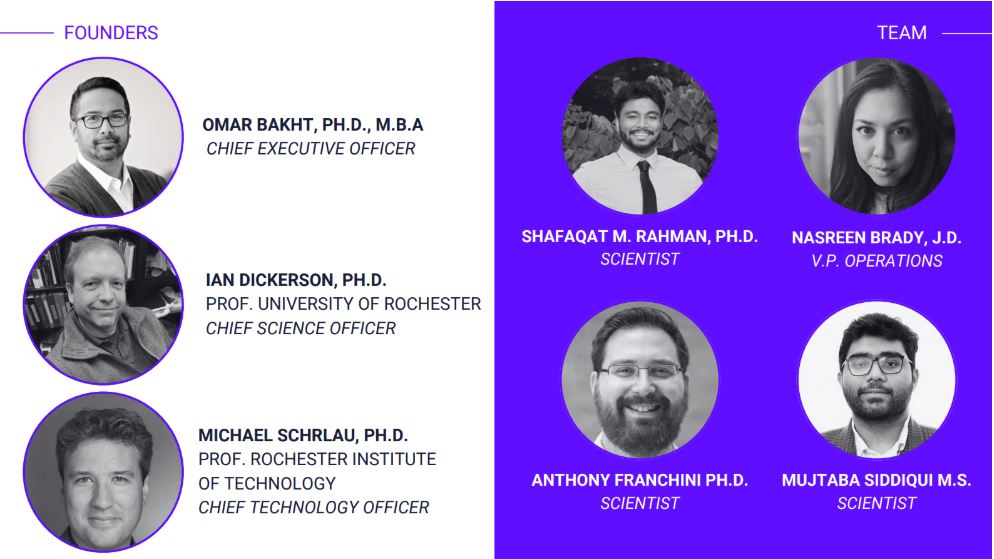 FOUNDERS
OMAR BAKHT, PH.D., M.B.A
CHIEF EXECUTIVE OFFICER
IAN DICKERSON, PH.D.
PROF. UNIVERSITY OF ROCHESTER
CHIEF SCIENCE OFFICER
MICHAEL SCHRLAU, PH.D.
PROF. ROCHESTER INSTITUTE
OF TECHNOLOGY
CHIEF TECHNOLOGY OFFICER
TEAM
SHAFAQAT M. RAHMAN, PH.D.
SCIENTIST
NASREEN BRADY, J.D.
V.P. OPERATIONS
ANTHONY FRANCHINI PH.D.
SCIENTIST
MUJTABA SIDDIQUI M.S.
SCIENTIST